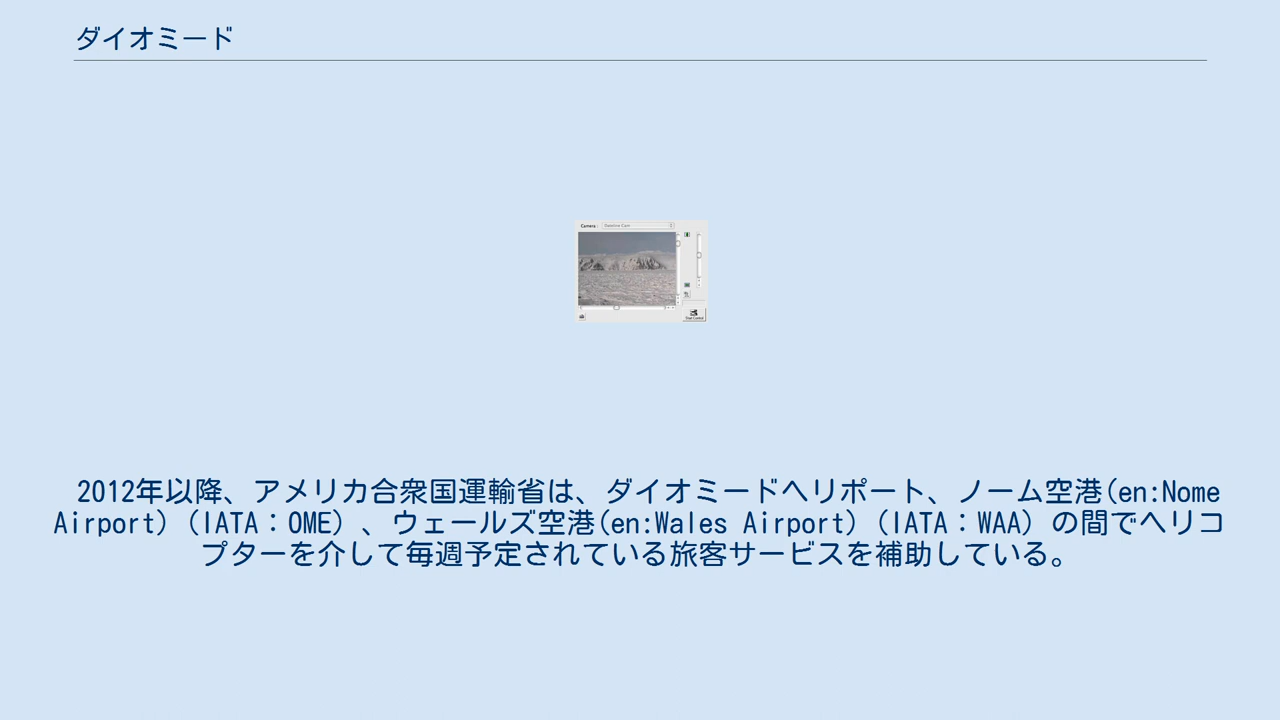 ダイオミード
Camera:
2012年以降、アメリカ合衆国運輸省は、ダイオミードヘリポート、ノーム空港(en:Nome
Airport)（IATA：OME）、ウェールズ空港(en:Wales Airport)（IATA：WAA）の間でヘリコ
プターを介して毎週予定されている旅客サービスを補助している。